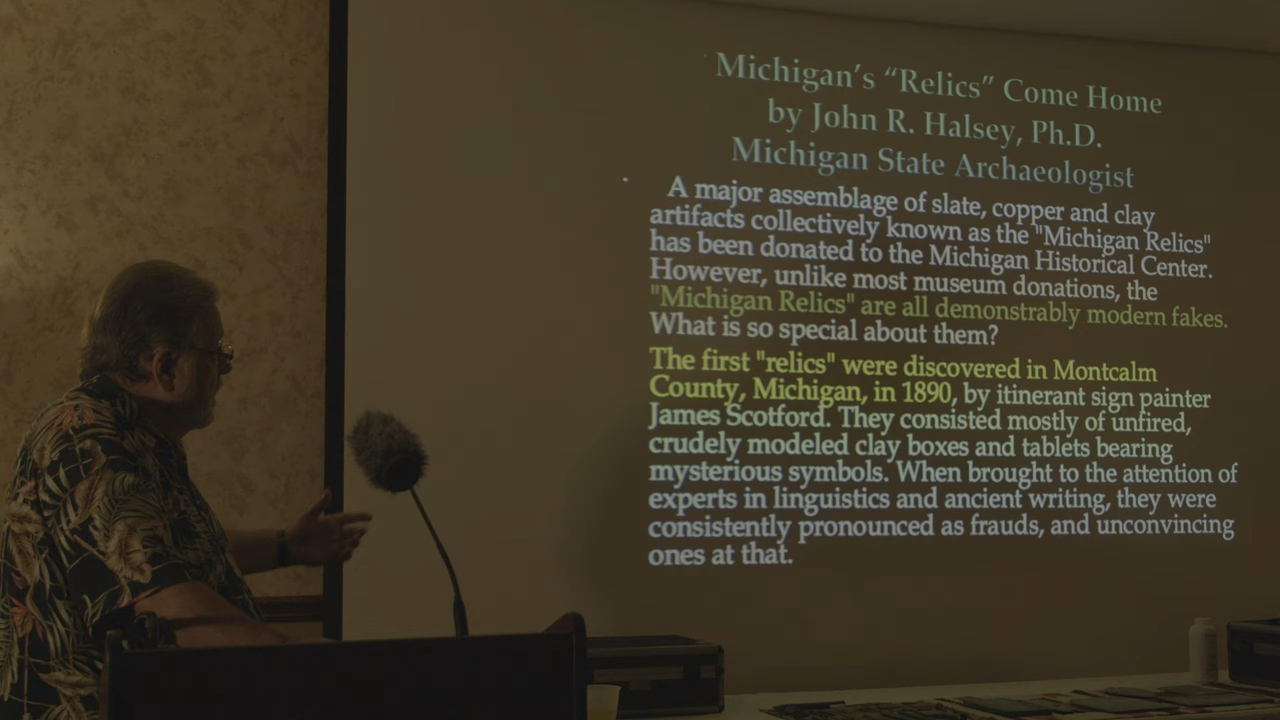 Michigan's “Relics” Come Home
by John R. Halsey, Ph.D.
Michigan State Archaeologist
A major assemblage of slate, copper and clay
artifacts collectively known as the "Michigan Relics"
has been donated to the Michigan Historical Center.
However, unlike most museum donations, the
"Michigan Relics" are all demonstrably modern fakes.
What is so special about them?
The first "relics" were discovered in Montcalm
County, Michigan, in 1890, by itinerant sign painter
James Scotford. They consisted mostly of unfired,
crudely modeled clay boxes and tablets bearing
mysterious symbols. When brought to the attention of
experts in linguistics and ancient writing, they were
consistently pronounced as frauds, and unconvincing
ones at that.